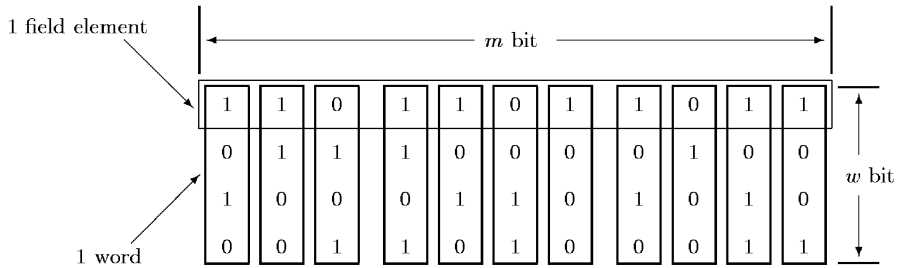 1 field element
m bit
1 1 0 1 1 0 1 1 0 1 1
0 1 1 1 0 0 0 0 1 0 0
w bit
1 0 0 0 1 1 0 1 0 1 0
1 word
0 0 1 1 0 1 0 0 0 1 1